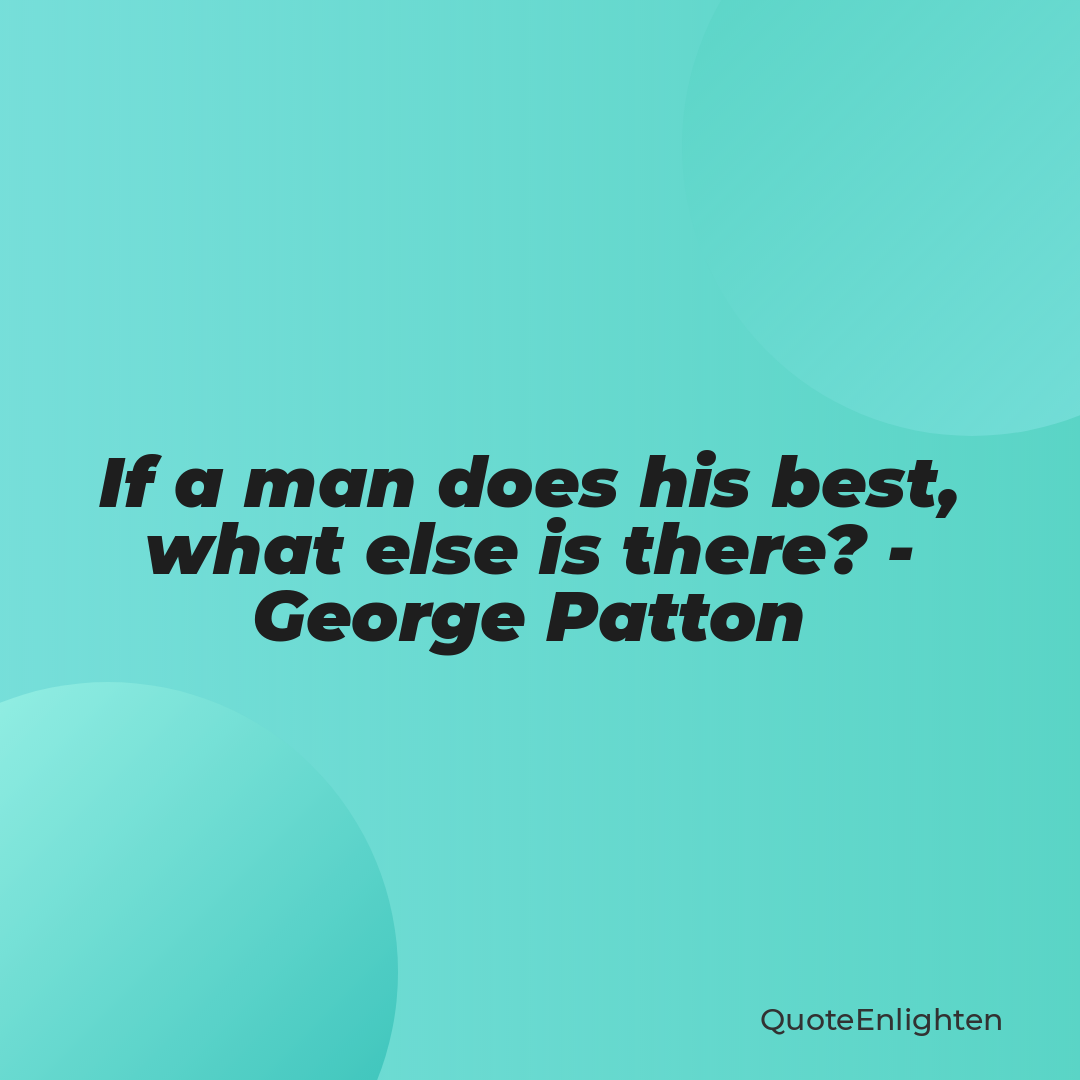 If a man does his best,
what else is there? -
George Patton
QuoteEnlighten